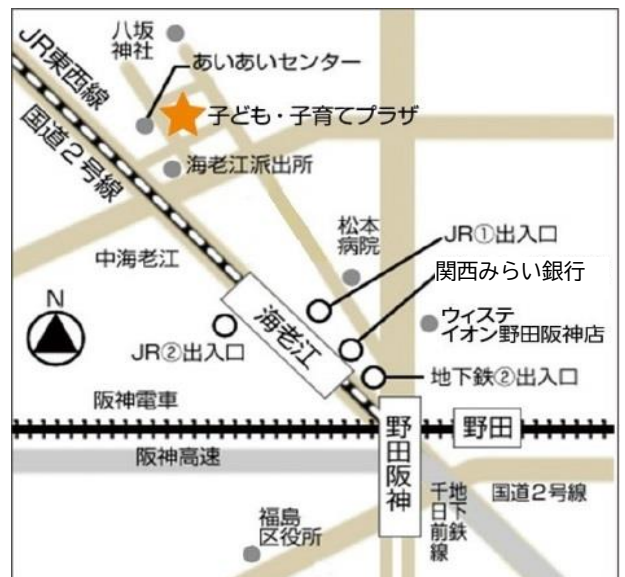 八坂
神社
JR東西線
あいあいセンター
子ども・子育てプラザ
国道2号線
海老江派出所
松本
病院
JR①出入口
中海老江
関西みらい銀行
N
海老江
ウィステ
イオン野田阪神店
JR②出入口
地下鉄②出入口
阪神電車
野田阪神
野田
阪神高速
地下鉄
千日前線
国道2号線
福島
区役所